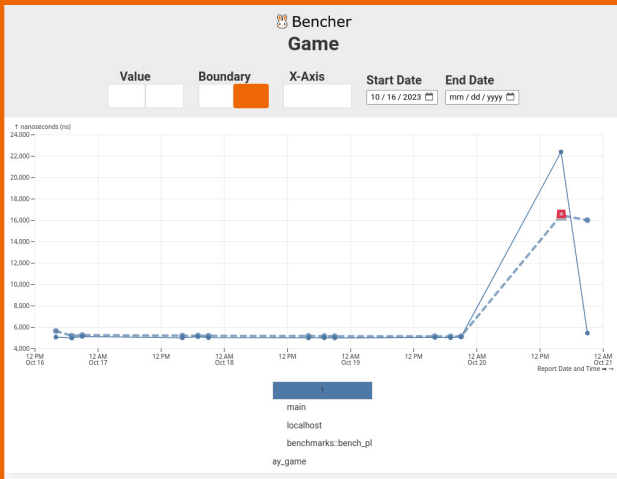 Bencher
Game
Value Boundary X-Axis Start Date End Date
10 / 16 / 2023 mm / dd / yyyy
↑ nanoseconds (ns)
24,000
22,000
20,000
18,000
16,000
14,000
12,000
10,000
8,000
6,000
4,000
12 PM 12 AM 12 PM 12 AM 12 PM 12 AM 12 PM 12 AM 12 PM 12 AM
Oct 16 Oct 17 Oct 18 Oct 19 Oct 20 Oct 21
Report Date and Time ➡ →
1
main
localhost
benchmarks::bench_pl
ay_game